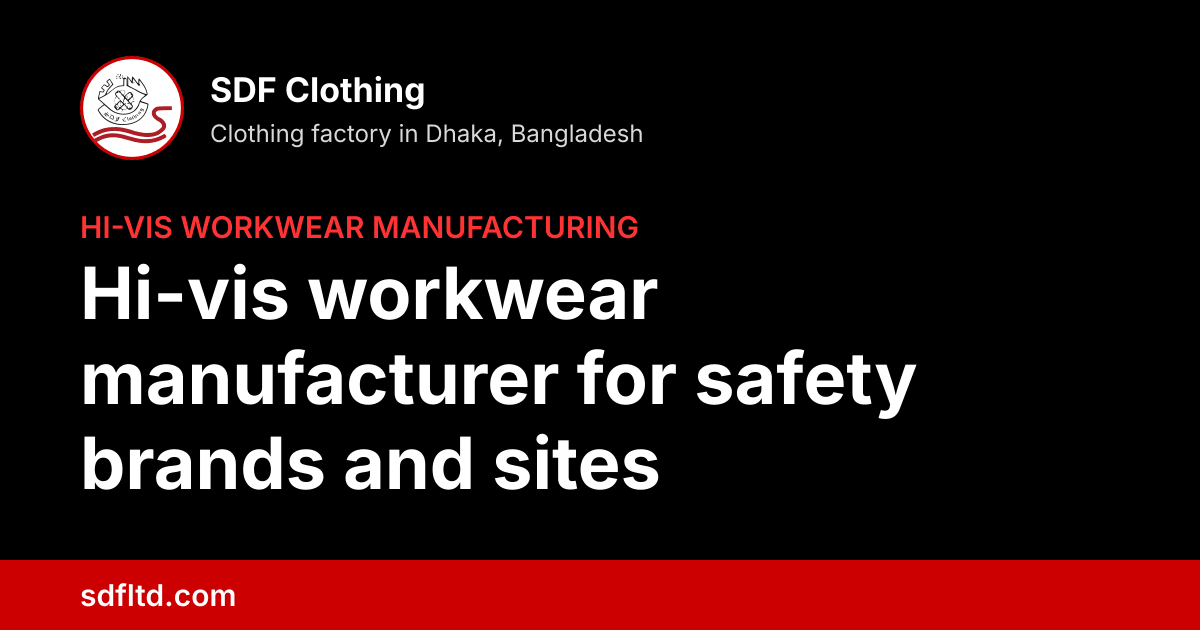 SDF Clothing
Clothing factory in Dhaka, Bangladesh
HI-VIS WORKWEAR MANUFACTURING
Hi-vis workwear
manufacturer for safety
brands and sites
sdfltd.com